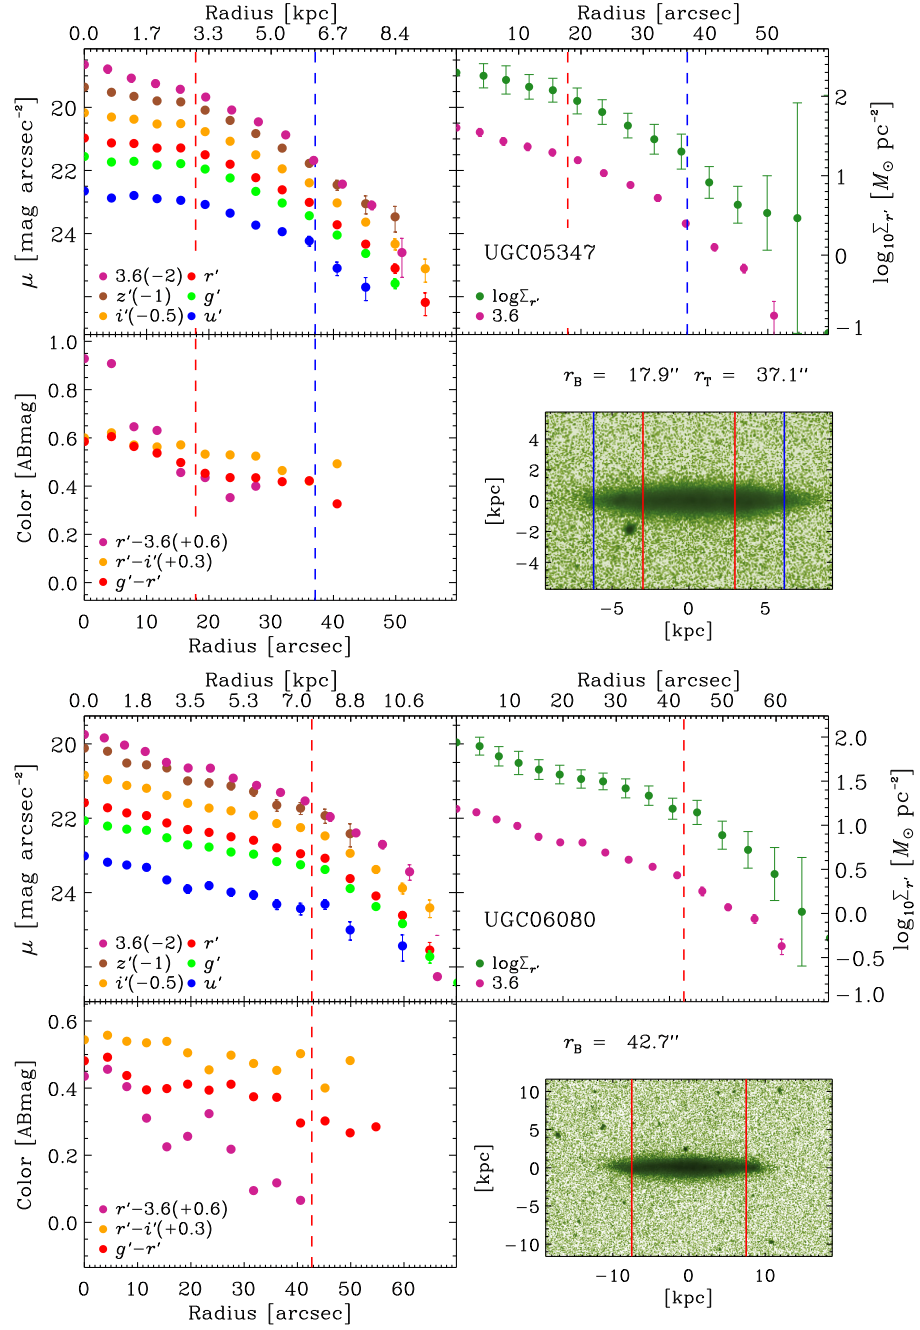 Radius [kpc] Radius [arcsec]
0.0 1.7 3.3 5.0 6.7 8.4 10 20 30 40 50
20
22
24
μ [mag arcsec⁻²]
3.6(−2) r′
z′(−1) g′
i′(−0.5) u′
UGC05347
logΣr′
3.6
2
1
0
−1
log₁₀Σr′ [M⊙ pc⁻²]
1.0
0.8
0.6
0.4
0.2
0.0
Color [ABmag]
r′−3.6(+0.6)
r′−i′(+0.3)
g′−r′
0 10 20 30 40 50
Radius [arcsec]
rB = 17.9″ rT = 37.1″
4
2
0
−2
−4
[kpc]
−5 0 5
[kpc]
Radius [kpc] Radius [arcsec]
0.0 1.8 3.5 5.3 7.0 8.8 10.6 10 20 30 40 50 60
20
22
24
μ [mag arcsec⁻²]
3.6(−2) r′
z′(−1) g′
i′(−0.5) u′
UGC06080
logΣr′
3.6
2.0
1.5
1.0
0.5
0.0
−0.5
−1.0
log₁₀Σr′ [M⊙ pc⁻²]
0.6
0.4
0.2
0.0
Color [ABmag]
r′−3.6(+0.6)
r′−i′(+0.3)
g′−r′
0 10 20 30 40 50 60
Radius [arcsec]
rB = 42.7″
10
5
0
−5
−10
[kpc]
−10 0 10
[kpc]